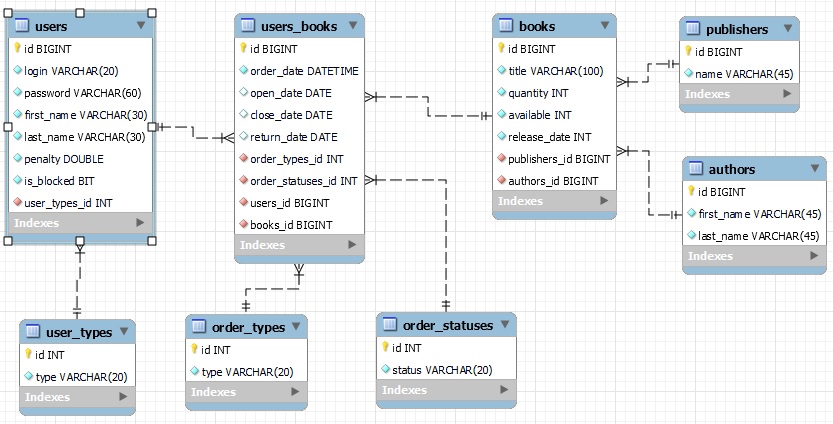 users
id BIGINT
login VARCHAR(20)
password VARCHAR(60)
first_name VARCHAR(30)
last_name VARCHAR(30)
penalty DOUBLE
is_blocked BIT
user_types_id INT
Indexes
users_books
id BIGINT
order_date DATETIME
open_date DATE
close_date DATE
return_date DATE
order_types_id INT
order_statuses_id INT
users_id BIGINT
books_id BIGINT
Indexes
books
id BIGINT
title VARCHAR(100)
quantity INT
available INT
release_date INT
publishers_id BIGINT
authors_id BIGINT
Indexes
publishers
id BIGINT
name VARCHAR(45)
Indexes
authors
id BIGINT
first_name VARCHAR(45)
last_name VARCHAR(45)
Indexes
user_types
id INT
type VARCHAR(20)
Indexes
order_types
id INT
type VARCHAR(20)
Indexes
order_statuses
id INT
status VARCHAR(20)
Indexes